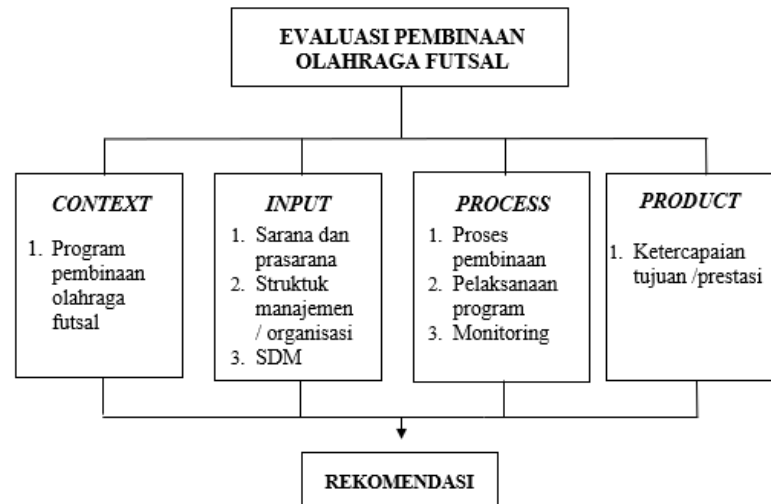 EVALUASI PEMBINAAN
OLAHRAGA FUTSAL
CONTEXT
1. Program
pembinaan
olahraga
futsal
INPUT
1. Sarana dan
prasarana
2. Struktuk
manajemen
/ organisasi
3. SDM
PROCESS
1. Proses
pembinaan
2. Pelaksanaan
program
3. Monitoring
PRODUCT
1. Ketercapaian
tujuan /prestasi
REKOMENDASI